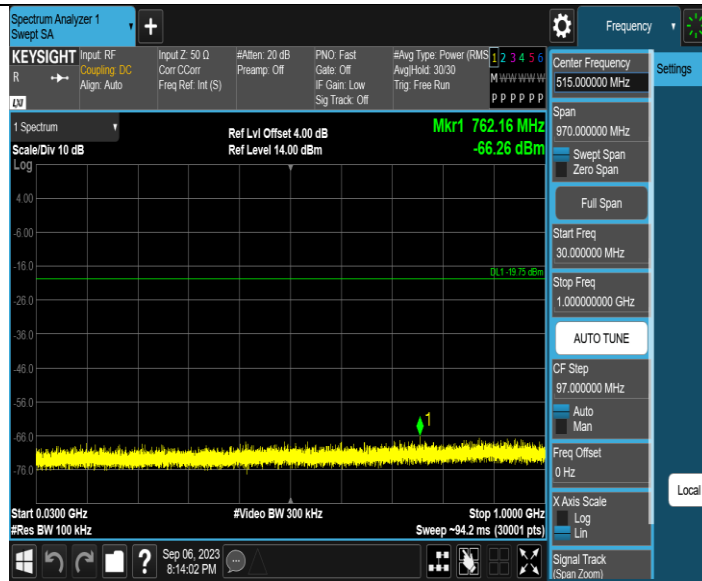 Spectrum Analyzer 1
Swept SA
Frequency
KEYSIGHT
R
LXI
Input: RF
Coupling: DC
Align: Auto
Input Z: 50 Ω
Corr CCorr
Freq Ref: Int (S)
#Atten: 20 dB
Preamp: Off
PNO: Fast
Gate: Off
IF Gain: Low
Sig Track: Off
#Avg Type: Power (RMS
Avg|Hold: 30/30
Trig: Free Run
1 2 3 4 5 6
M W W W W W
P P P P P P
1 Spectrum
Scale/Div 10 dB
Log
Ref Lvl Offset 4.00 dB
Ref Level 14.00 dBm
Mkr1 762.16 MHz
-66.26 dBm
4.00
-6.00
-16.0
DL1 -19.75 dBm
-26.0
-36.0
-46.0
-56.0
1
-66.0
-76.0
Start 0.0300 GHz
#Res BW 100 kHz
#Video BW 300 kHz
Stop 1.0000 GHz
Sweep ~94.2 ms (30001 pts)
Sep 06, 2023
8:14:02 PM
Center Frequency
515.000000 MHz
Span
970.000000 MHz
Swept Span
Zero Span
Full Span
Start Freq
30.000000 MHz
Stop Freq
1.000000000 GHz
AUTO TUNE
CF Step
97.000000 MHz
Auto
Man
Freq Offset
0 Hz
X Axis Scale
Log
Lin
Signal Track
(Span Zoom)
Settings
Local